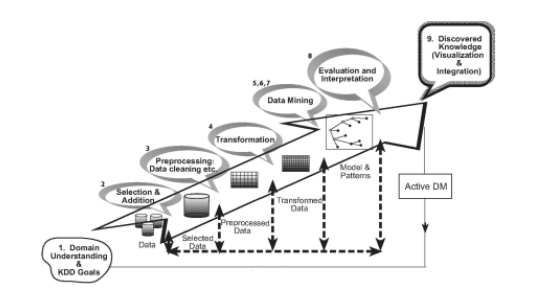 8
Evaluation and
Interpretation
9. Discovered
Knowledge
(Visualization
&
Integration)
5,6,7
Data Mining
4
Transformation
3
Preprocessing:
Data cleaning etc.
2
Selection &
Addition
Model &
Patterns
Transformed
Data
Preprocessed
Data
Selected
Data
Data
Active DM
1. Domain
Understanding
&
KDD Goals